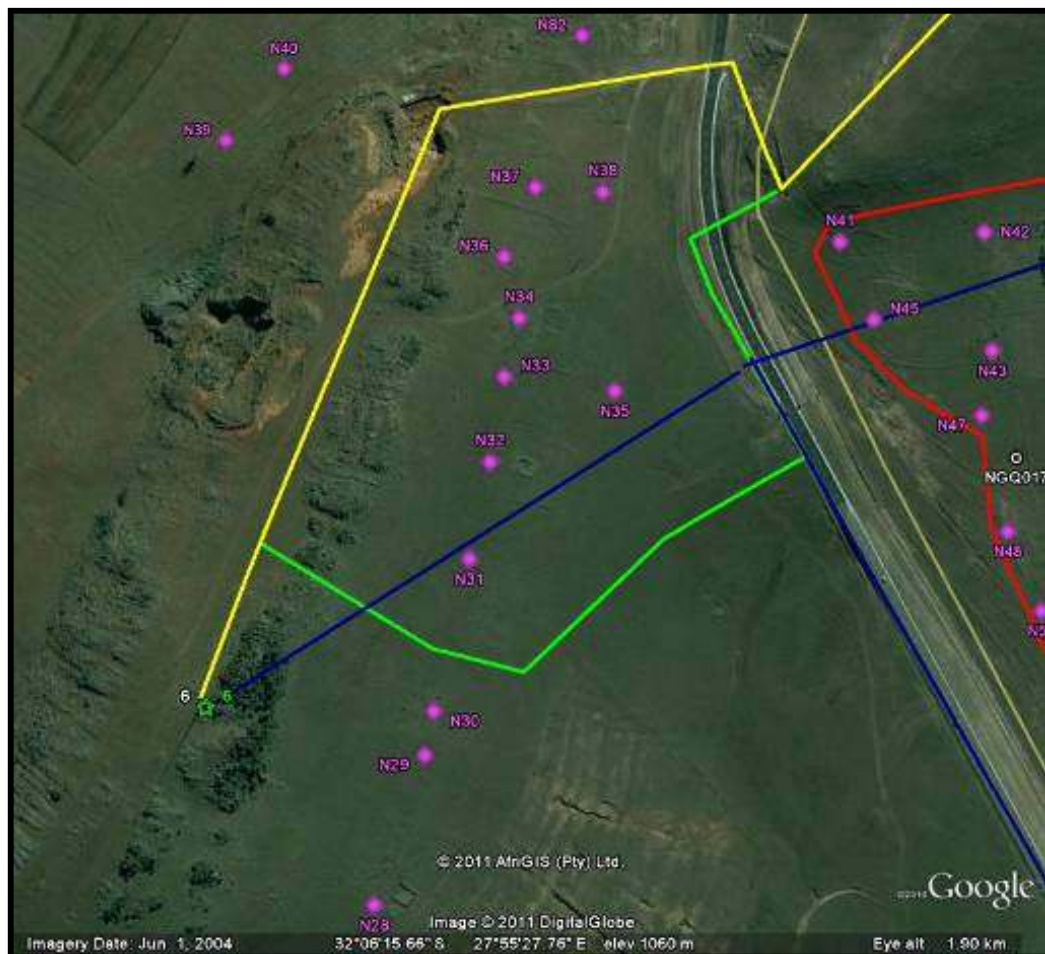 N82
N40
N39
N37
N38
N41
N42
N36
N34
N45
N33
N43
N35
N47
N32
NGQ017
N31
6
6
N30
N29
© 2011 AfriGIS (Pty) Ltd.
Google
N28
Image © 2011 DigitalGlobe
Imagery Date: Jun 1, 2004
32°06'15.66" S 27°55'27.76" E elev 1060 m
Eye alt 1.90 km